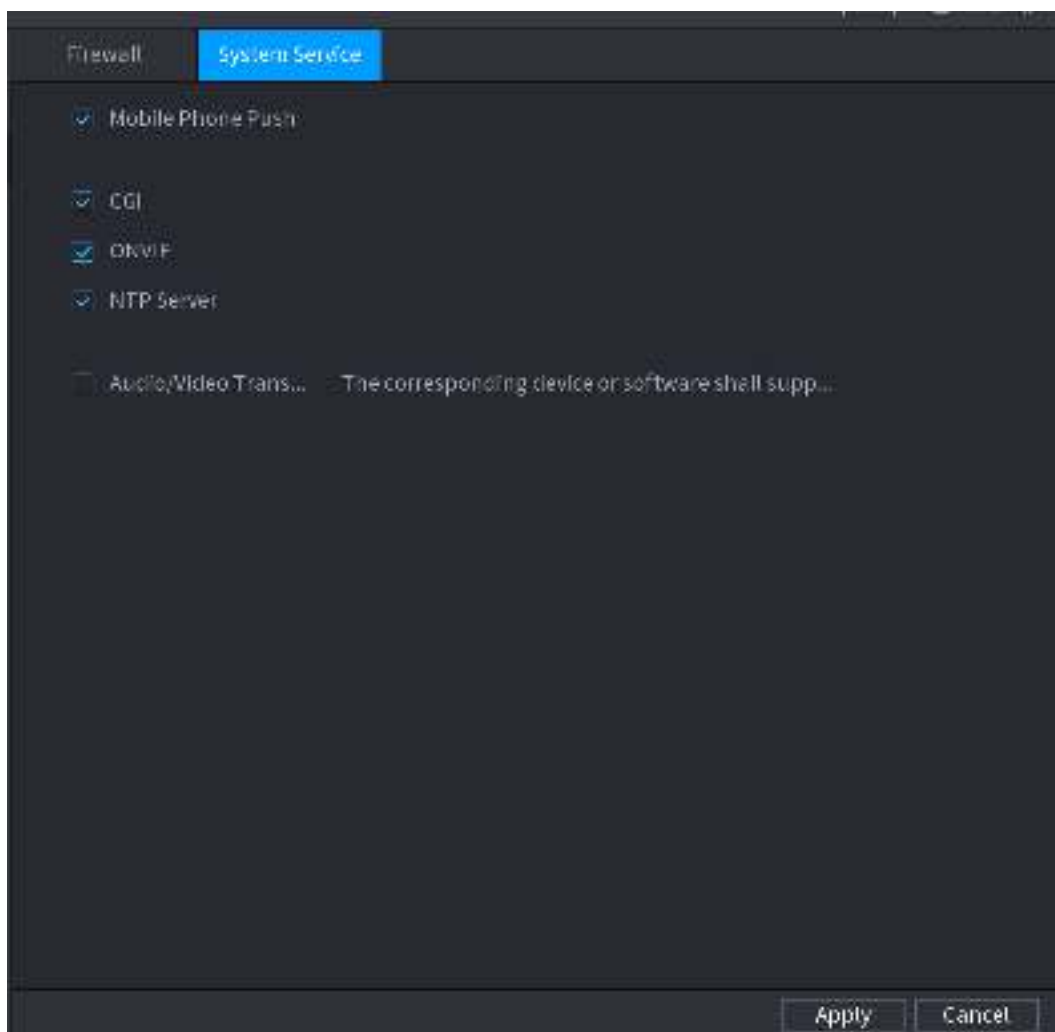 Firewall System Service
Mobile Phone Push
CGI
ONVIF
NTP Server
Audio/Video Trans... The corresponding device or software shall supp...
Apply Cancel